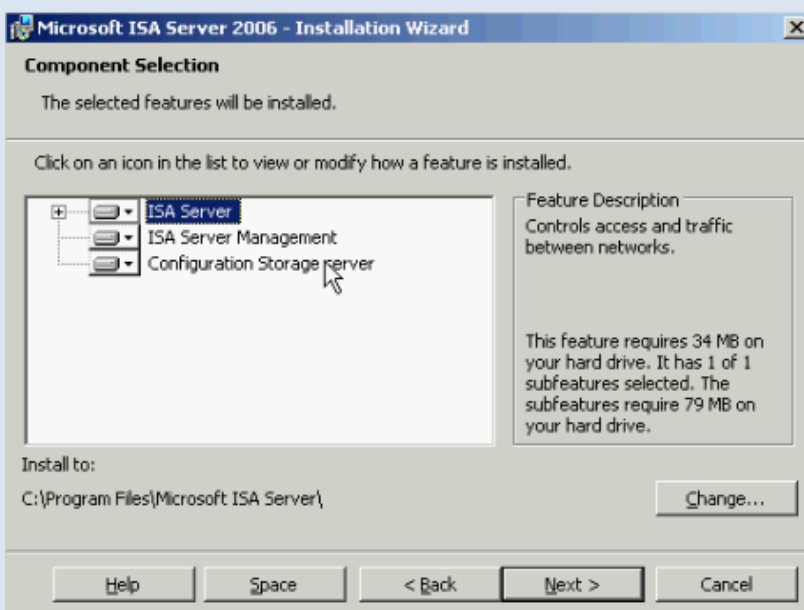 Microsoft ISA Server 2006 - Installation Wizard
Component Selection
The selected features will be installed.
Click on an icon in the list to view or modify how a feature is installed.
ISA Server
ISA Server Management
Configuration Storage server
Feature Description
Controls access and traffic
between networks.
This feature requires 34 MB on
your hard drive. It has 1 of 1
subfeatures selected. The
subfeatures require 79 MB on
your hard drive.
Install to:
C:\Program Files\Microsoft ISA Server\
Change...
Help
Space
< Back
Next >
Cancel